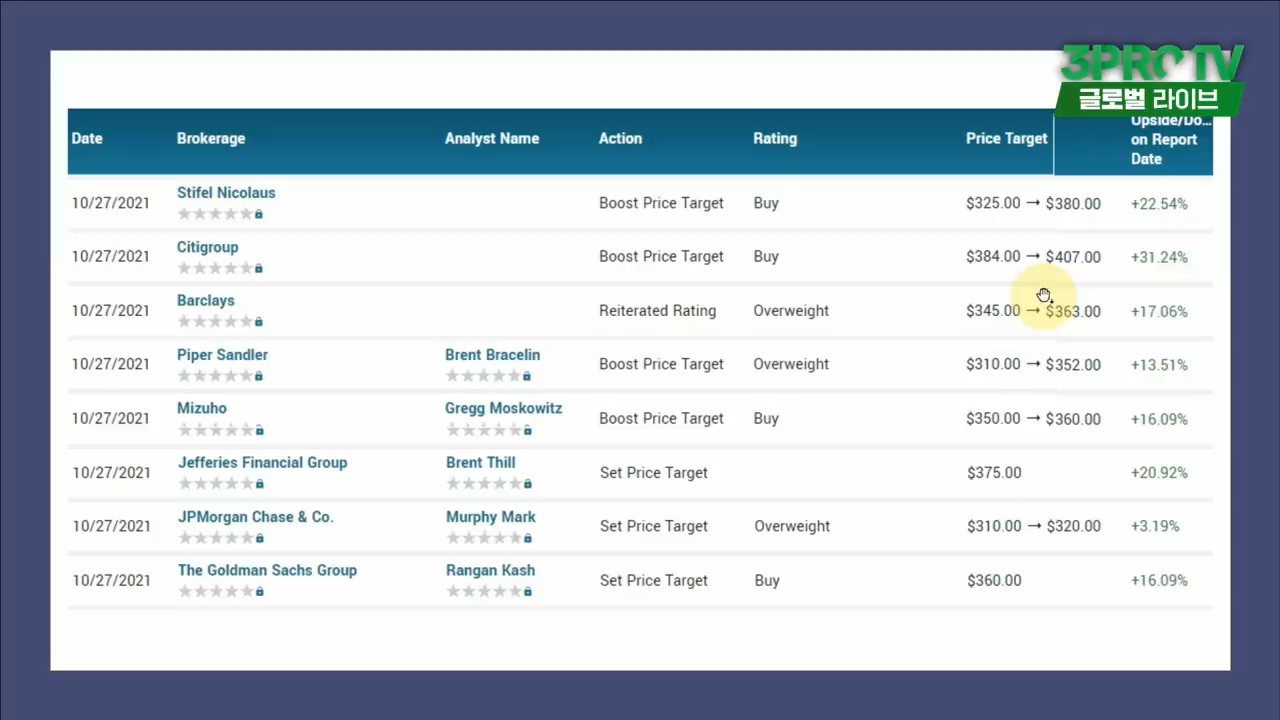 3PRO TV
글로벌 라이브
Date Brokerage Analyst Name Action Rating Price Target Upside/Do...
on Report
Date
10/27/2021 Stifel Nicolaus Boost Price Target Buy $325.00 → $380.00 +22.54%
10/27/2021 Citigroup Boost Price Target Buy $384.00 → $407.00 +31.24%
10/27/2021 Barclays Reiterated Rating Overweight $345.00 → $363.00 +17.06%
10/27/2021 Piper Sandler Brent Bracelin Boost Price Target Overweight $310.00 → $352.00 +13.51%
10/27/2021 Mizuho Gregg Moskowitz Boost Price Target Buy $350.00 → $360.00 +16.09%
10/27/2021 Jefferies Financial Group Brent Thill Set Price Target $375.00 +20.92%
10/27/2021 JPMorgan Chase & Co. Murphy Mark Set Price Target Overweight $310.00 → $320.00 +3.19%
10/27/2021 The Goldman Sachs Group Rangan Kash Set Price Target Buy $360.00 +16.09%